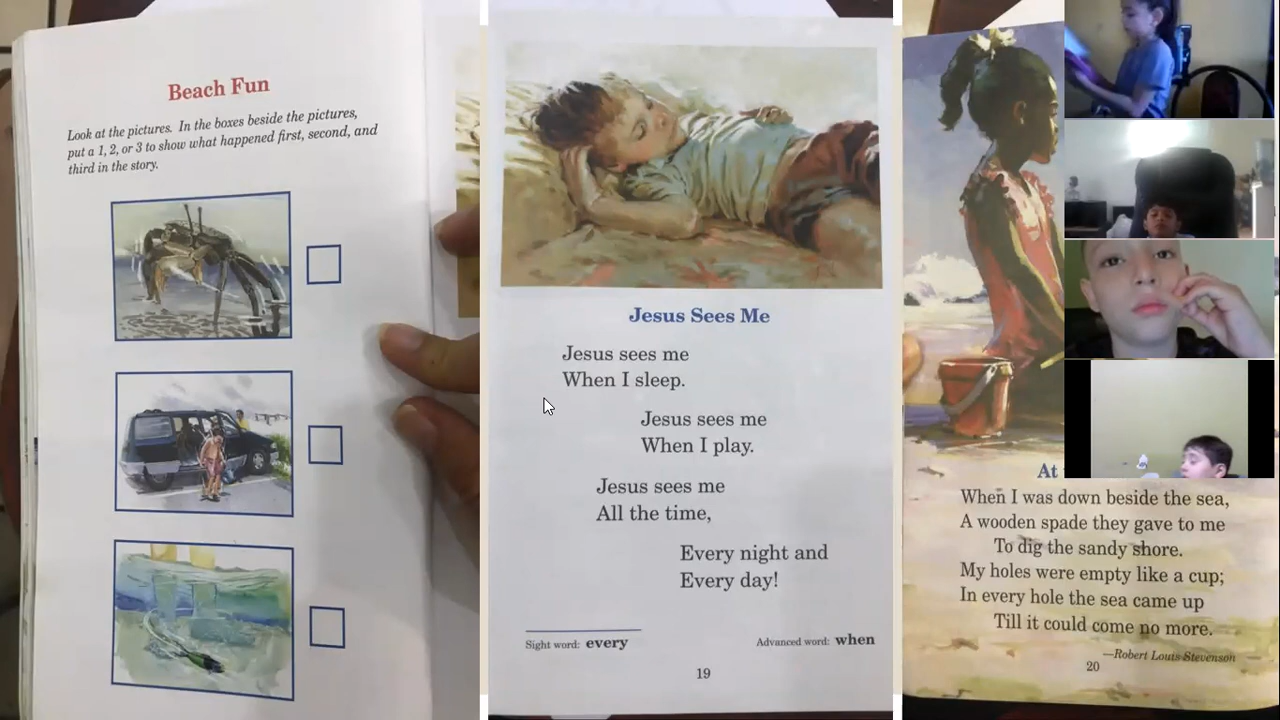 Beach Fun
Look at the pictures. In the boxes beside the pictures,
put a 1, 2, or 3 to show what happened first, second, and
third in the story.
Jesus Sees Me
Jesus sees me
When I sleep.
Jesus sees me
When I play.
Jesus sees me
All the time,
Every night and
Every day!
Sight word: every
Advanced word: when
19
At
When I was down beside the sea,
A wooden spade they gave to me
To dig the sandy shore.
My holes were empty like a cup;
In every hole the sea came up
Till it could come no more.
—Robert Louis Stevenson
20